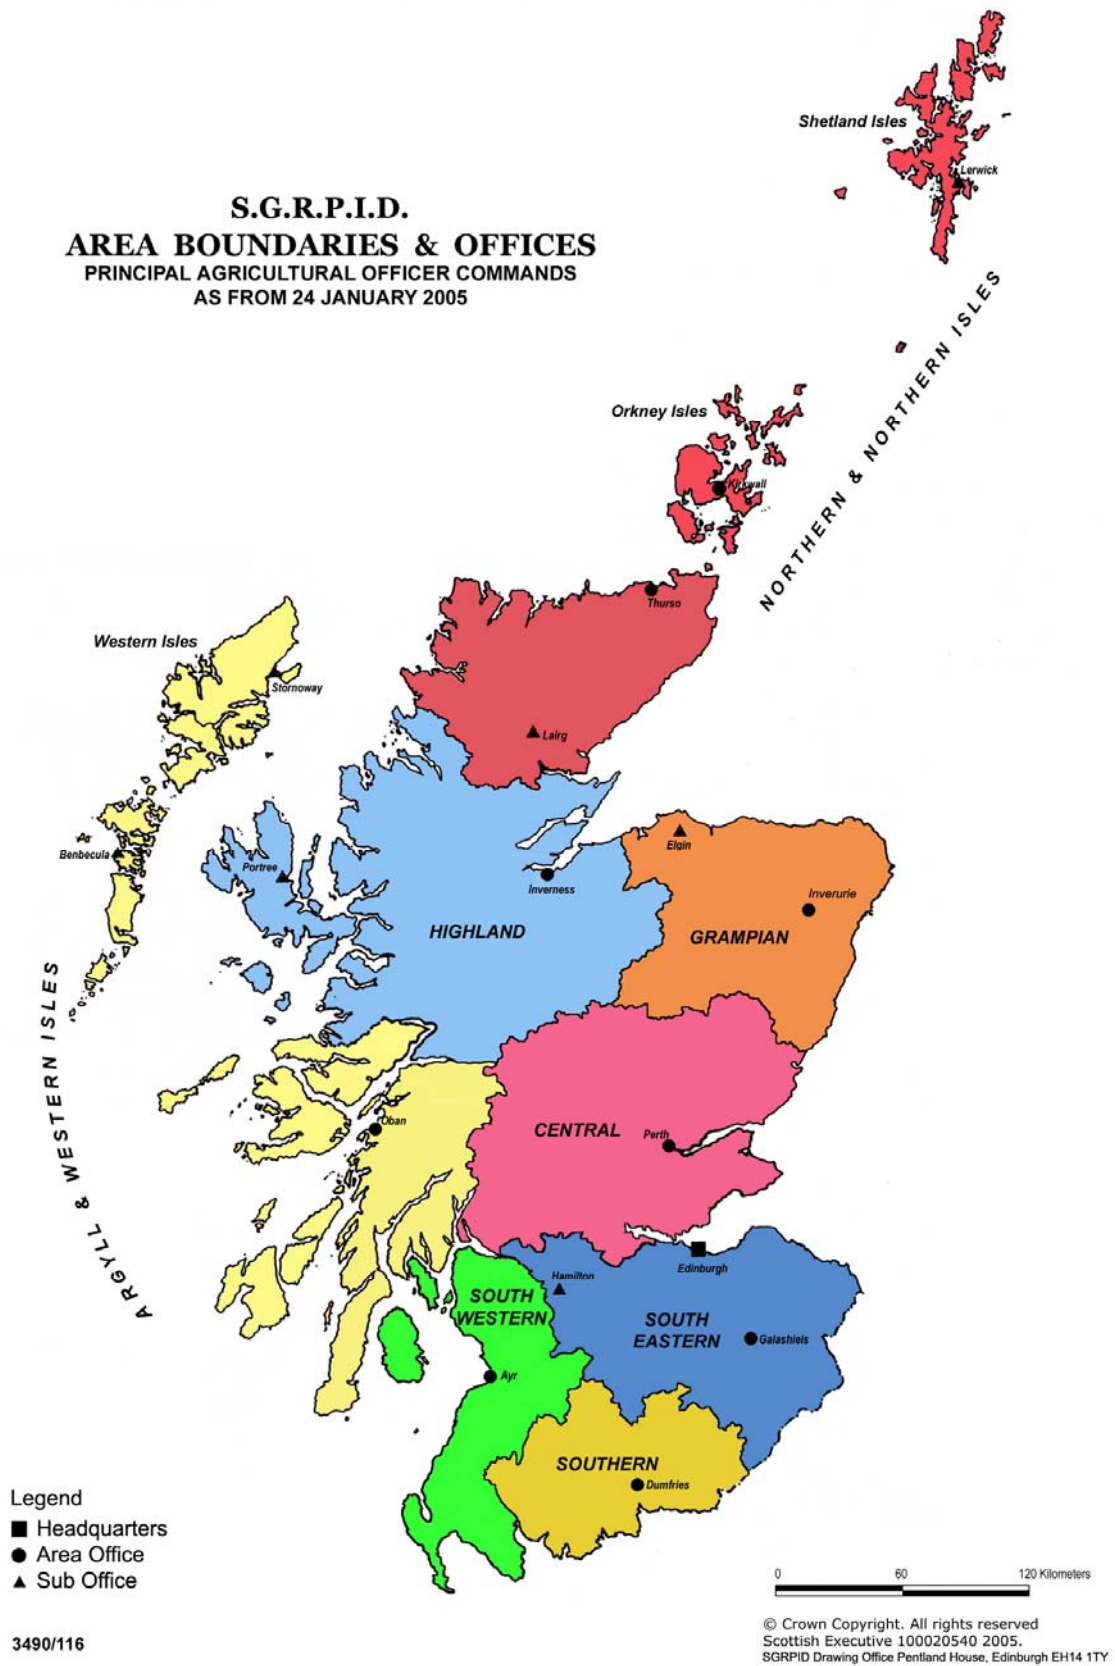 S.G.R.P.I.D.
AREA BOUNDARIES & OFFICES
PRINCIPAL AGRICULTURAL OFFICER COMMANDS
AS FROM 24 JANUARY 2005
Shetland Isles
Lerwick
NORTHERN & NORTHERN ISLES
Orkney Isles
Kirkwall
Thurso
Western Isles
Stornoway
Lairg
Benbecula
Portree
Elgin
Inverness
Inverurie
HIGHLAND
GRAMPIAN
ARGYLL & WESTERN ISLES
Oban
CENTRAL
Perth
Edinburgh
Hamilton
SOUTH
WESTERN
SOUTH
EASTERN
Galashiels
Ayr
SOUTHERN
Dumfries
Legend
Headquarters
Area Office
Sub Office
0 60 120 Kilometers
3490/116
© Crown Copyright. All rights reserved
Scottish Executive 100020540 2005.
SGRPID Drawing Office Pentland House, Edinburgh EH14 1TY